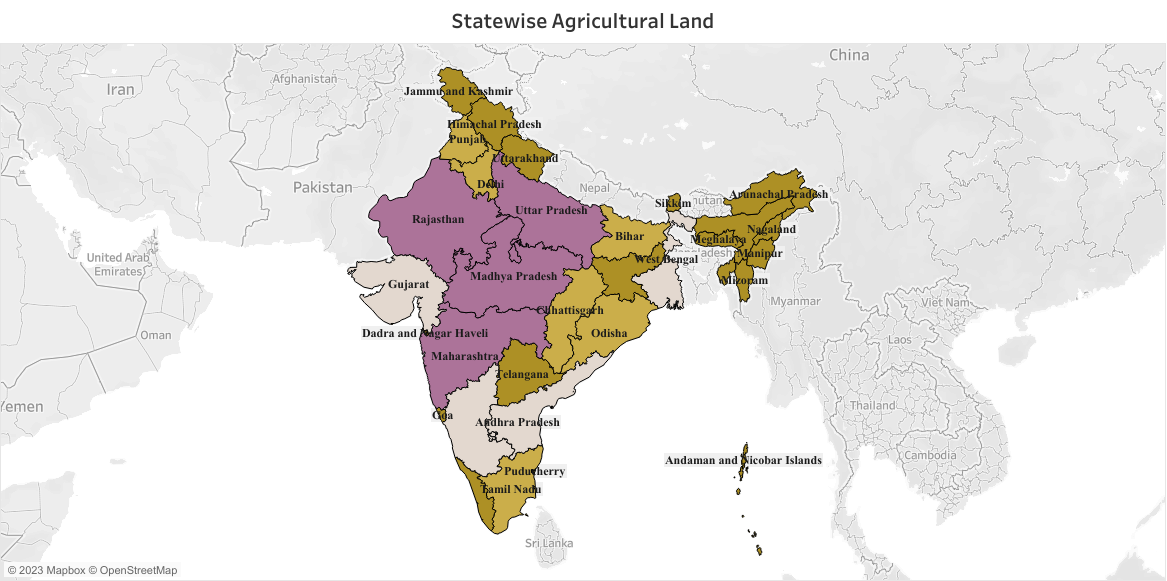 Statewise Agricultural Land
China
Afghanistan
Iran
Jammu and Kashmir
Himachal Pradesh
Punjab
Uttarakhand
Pakistan
Delhi
Nepal
Arunachal Pradesh
Sikkim
Uttar Pradesh
Rajasthan
Nagaland
Bihar
Meghalaya
Manipur
West Bengal
United Arab
Emirates
Madhya Pradesh
Mizoram
Gujarat
Myanmar
Viet Nam
Chhattisgarh
Oman
Dadra and Nagar Haveli
Odisha
Laos
Maharashtra
Telangana
Yemen
Thailand
Goa
Andhra Pradesh
Cambodia
Andaman and Nicobar Islands
Puducherry
Tamil Nadu
Sri Lanka
© 2023 Mapbox © OpenStreetMap